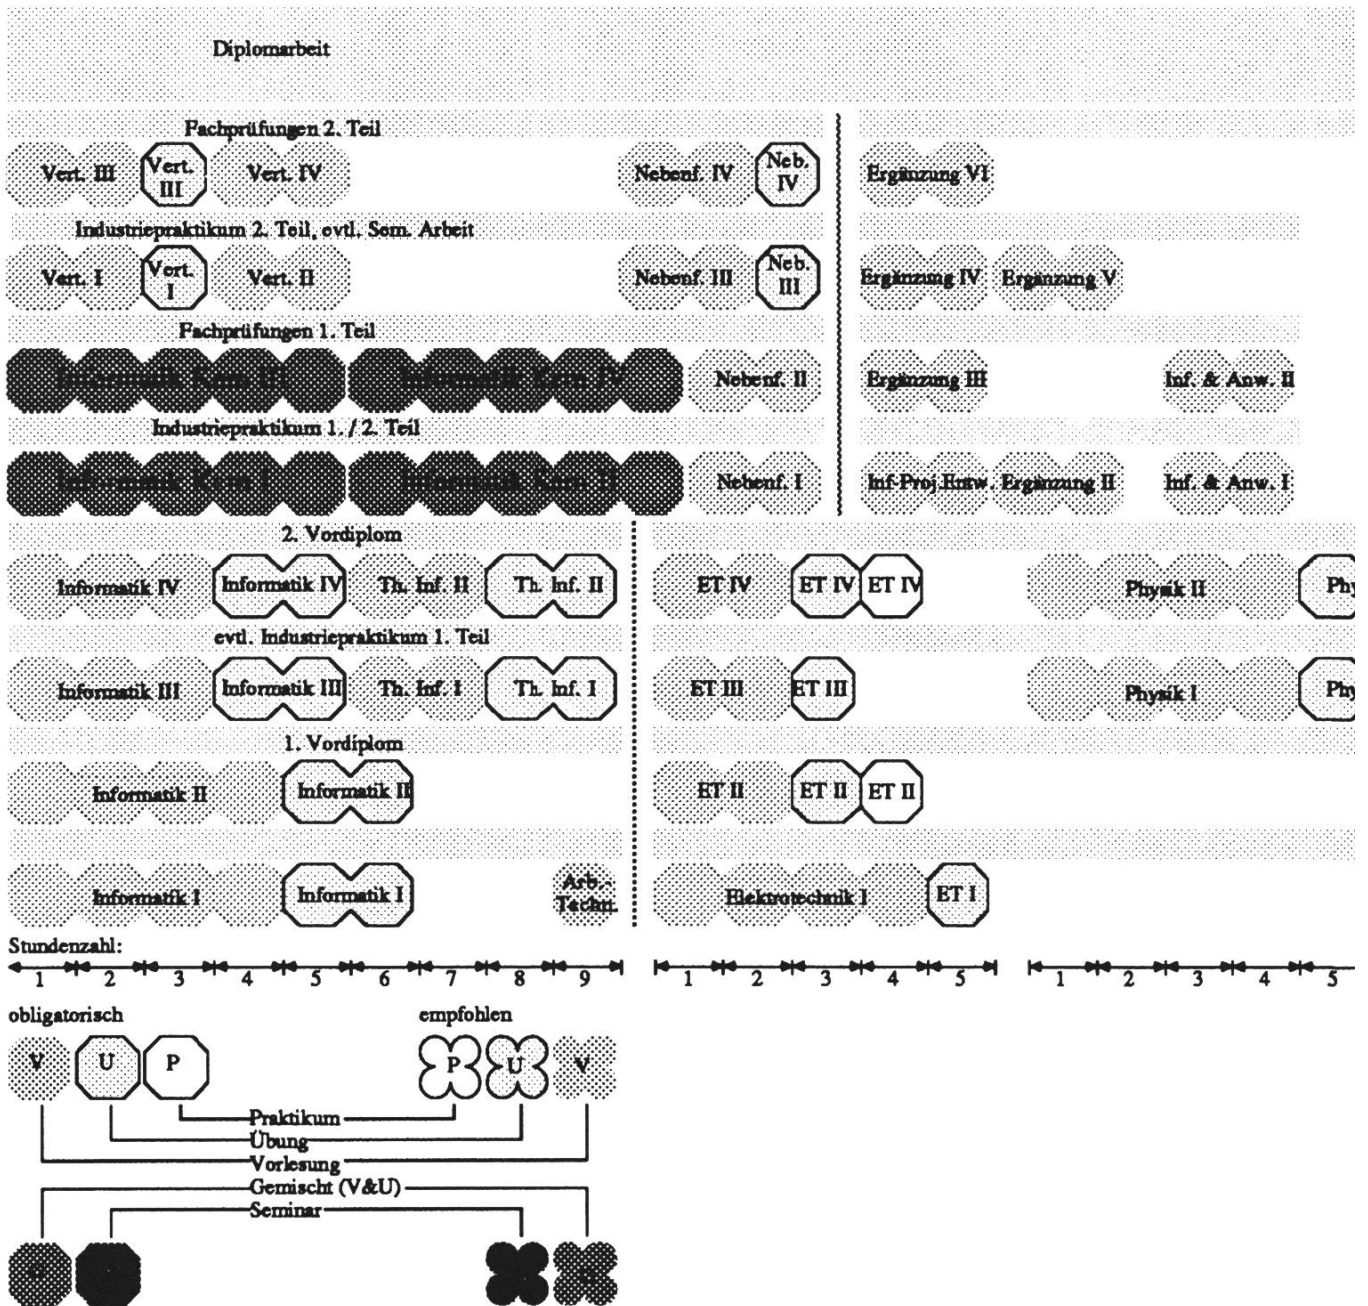 Diplomarbeit
Fachprüfungen 2. Teil
Vert. III Vert. III Vert. IV Nebenf. IV Neb. IV Ergänzung VI
Industriepraktikum 2. Teil, evtl. Sem. Arbeit
Vert. I Vert. I Vert. II Nebenf. III Neb. III Ergänzung IV Ergänzung V
Fachprüfungen 1. Teil
Informatik Kern III Informatik Kern IV Nebenf. II Ergänzung III Inf. & Anw. II
Industriepraktikum 1. / 2. Teil
Informatik Kern I Informatik Kern II Nebenf. I Inf-Proj.Entw. Ergänzung II Inf. & Anw. I
2. Vordiplom
Informatik IV Informatik IV Th. Inf. II Th. Inf. II ET IV ET IV ET IV Physik II Phy
evtl. Industriepraktikum 1. Teil
Informatik III Informatik III Th. Inf. I Th. Inf. I ET III ET III Physik I Phy
1. Vordiplom
Informatik II Informatik II ET II ET II ET II
Informatik I Informatik I Arb.-Techn. Elektrotechnik I ET I
Stundenzahl:
1 2 3 4 5 6 7 8 9 1 2 3 4 5 1 2 3 4 5
obligatorisch empfohlen
V U P P U V
Praktikum
Übung
Vorlesung
Gemischt (V&U)
Seminar